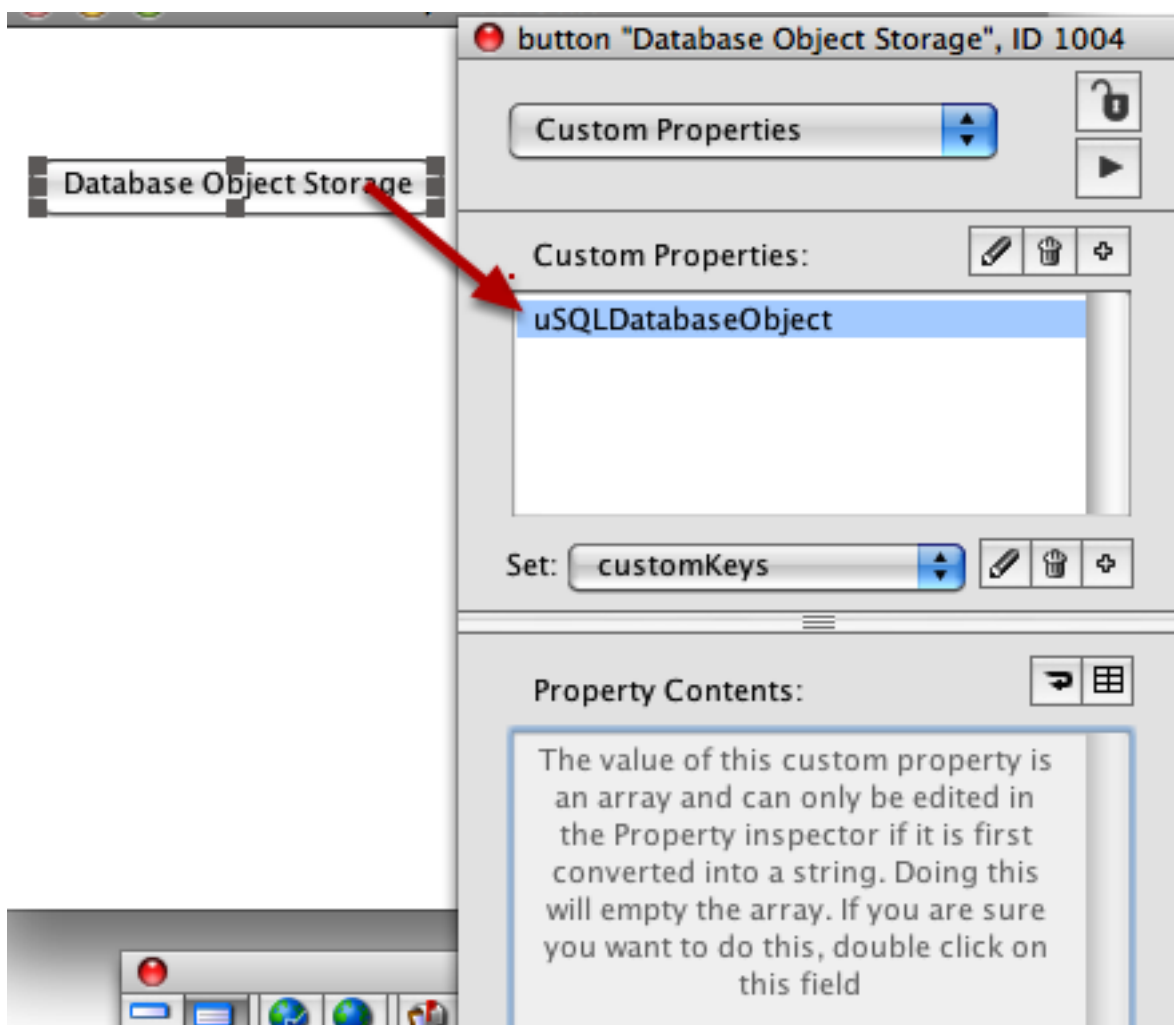 button "Database Object Storage", ID 1004
Custom Properties
Database Object Storage
Custom Properties:
uSQLDatabaseObject
Set: customKeys
Property Contents:
The value of this custom property is
an array and can only be edited in
the Property inspector if it is first
converted into a string. Doing this
will empty the array. If you are sure
you want to do this, double click on
this field